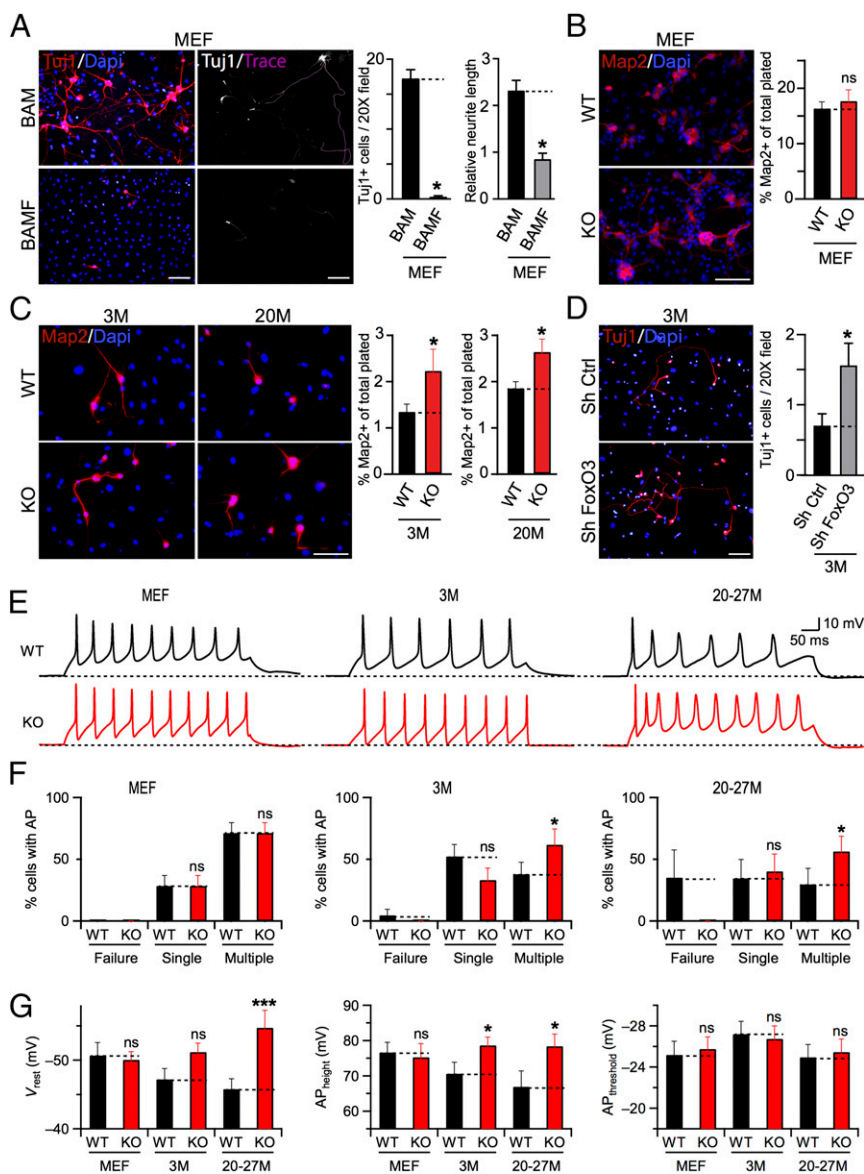 A
MEF
Tuj1/Dapi
Tuj1/Trace
BAM
BAMF
Tuj1+ cells / 20X field
20
15
10
5
0
*
BAM
BAMF
MEF
Relative neurite length
3
2
1
0
*
BAM
BAMF
MEF
B
MEF
Map2/Dapi
WT
KO
% Map2+ of total plated
20
10
0
ns
WT
KO
MEF
C
3M
20M
Map2/Dapi
WT
KO
% Map2+ of total plated
3
2
1
0
*
WT
KO
3M
% Map2+ of total plated
3
2
1
0
*
WT
KO
20M
D
3M
Tuj1/Dapi
Sh Ctrl
Sh FoxO3
Tuj1+ cells / 20X field
2
1
0
*
Sh Ctrl
Sh FoxO3
3M
E
MEF
3M
20-27M
10 mV
50 ms
WT
KO
F
MEF
% cells with AP
100
50
0
ns
ns
WT KO WT KO WT KO
Failure Single Multiple
3M
% cells with AP
100
50
0
ns
*
WT KO WT KO WT KO
Failure Single Multiple
20-27M
% cells with AP
100
50
0
ns
*
WT KO WT KO WT KO
Failure Single Multiple
G
Vrest (mV)
–50
–40
ns
ns
***
WT KO WT KO WT KO
MEF 3M 20-27M
APheight (mV)
90
80
70
60
ns
*
*
WT KO WT KO WT KO
MEF 3M 20-27M
APthreshold (mV)
–28
–24
–20
ns
ns
ns
WT KO WT KO WT KO
MEF 3M 20-27M